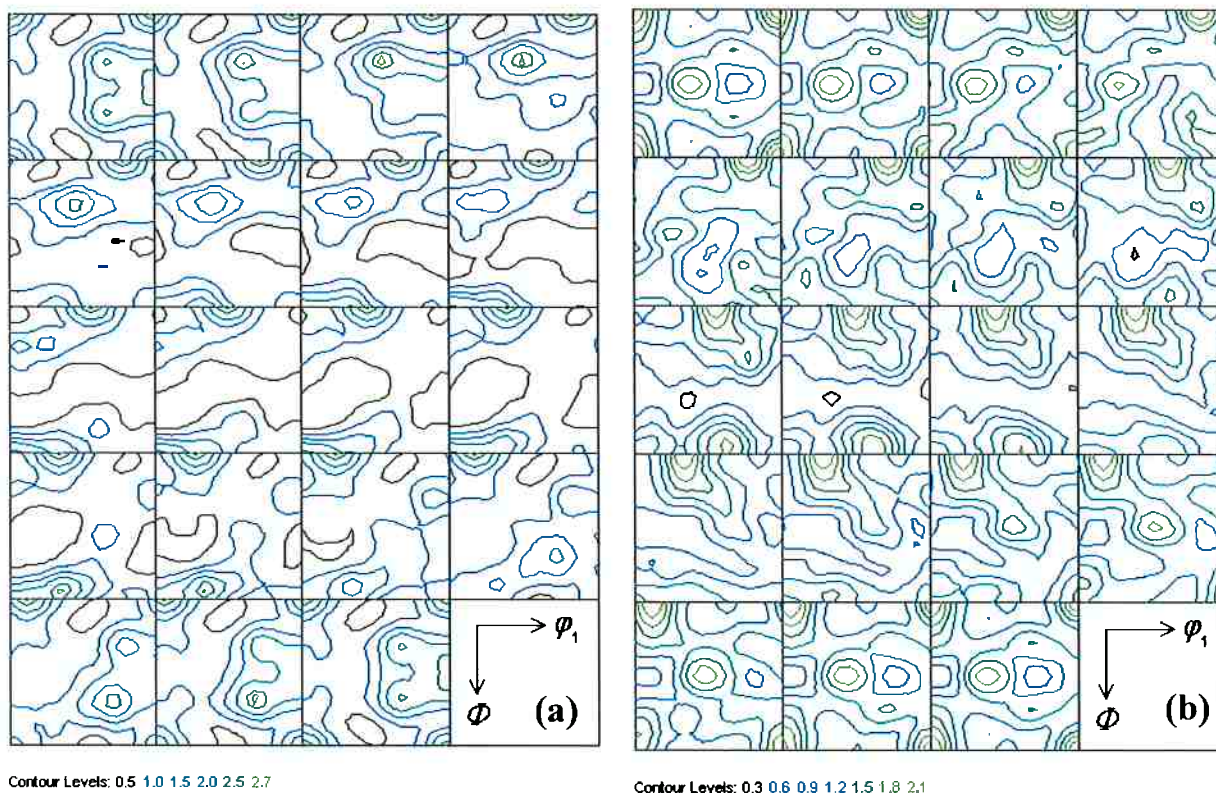 φ₁
Φ
(a)
φ₁
Φ
(b)
Contour Levels: 0.5 1.0 1.5 2.0 2.5 2.7
Contour Levels: 0.3 0.6 0.9 1.2 1.5 1.8 2.1